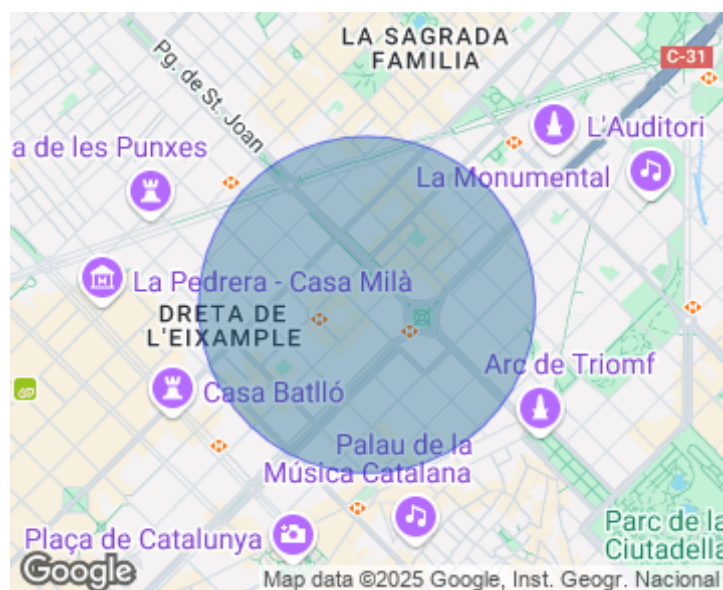 LA SAGRADA
FAMILIA
C-31
Pg. de St. Joan
L'Auditori
a de les Punxes
La Monumental
La Pedrera - Casa Milà
DRETA DE
L'EIXAMPLE
Arc de Triomf
Casa Batlló
Palau de la
Música Catalana
Plaça de Catalunya
Parc de la
Ciutadella
Google
Map data ©2025 Google, Inst. Geogr. Nacional